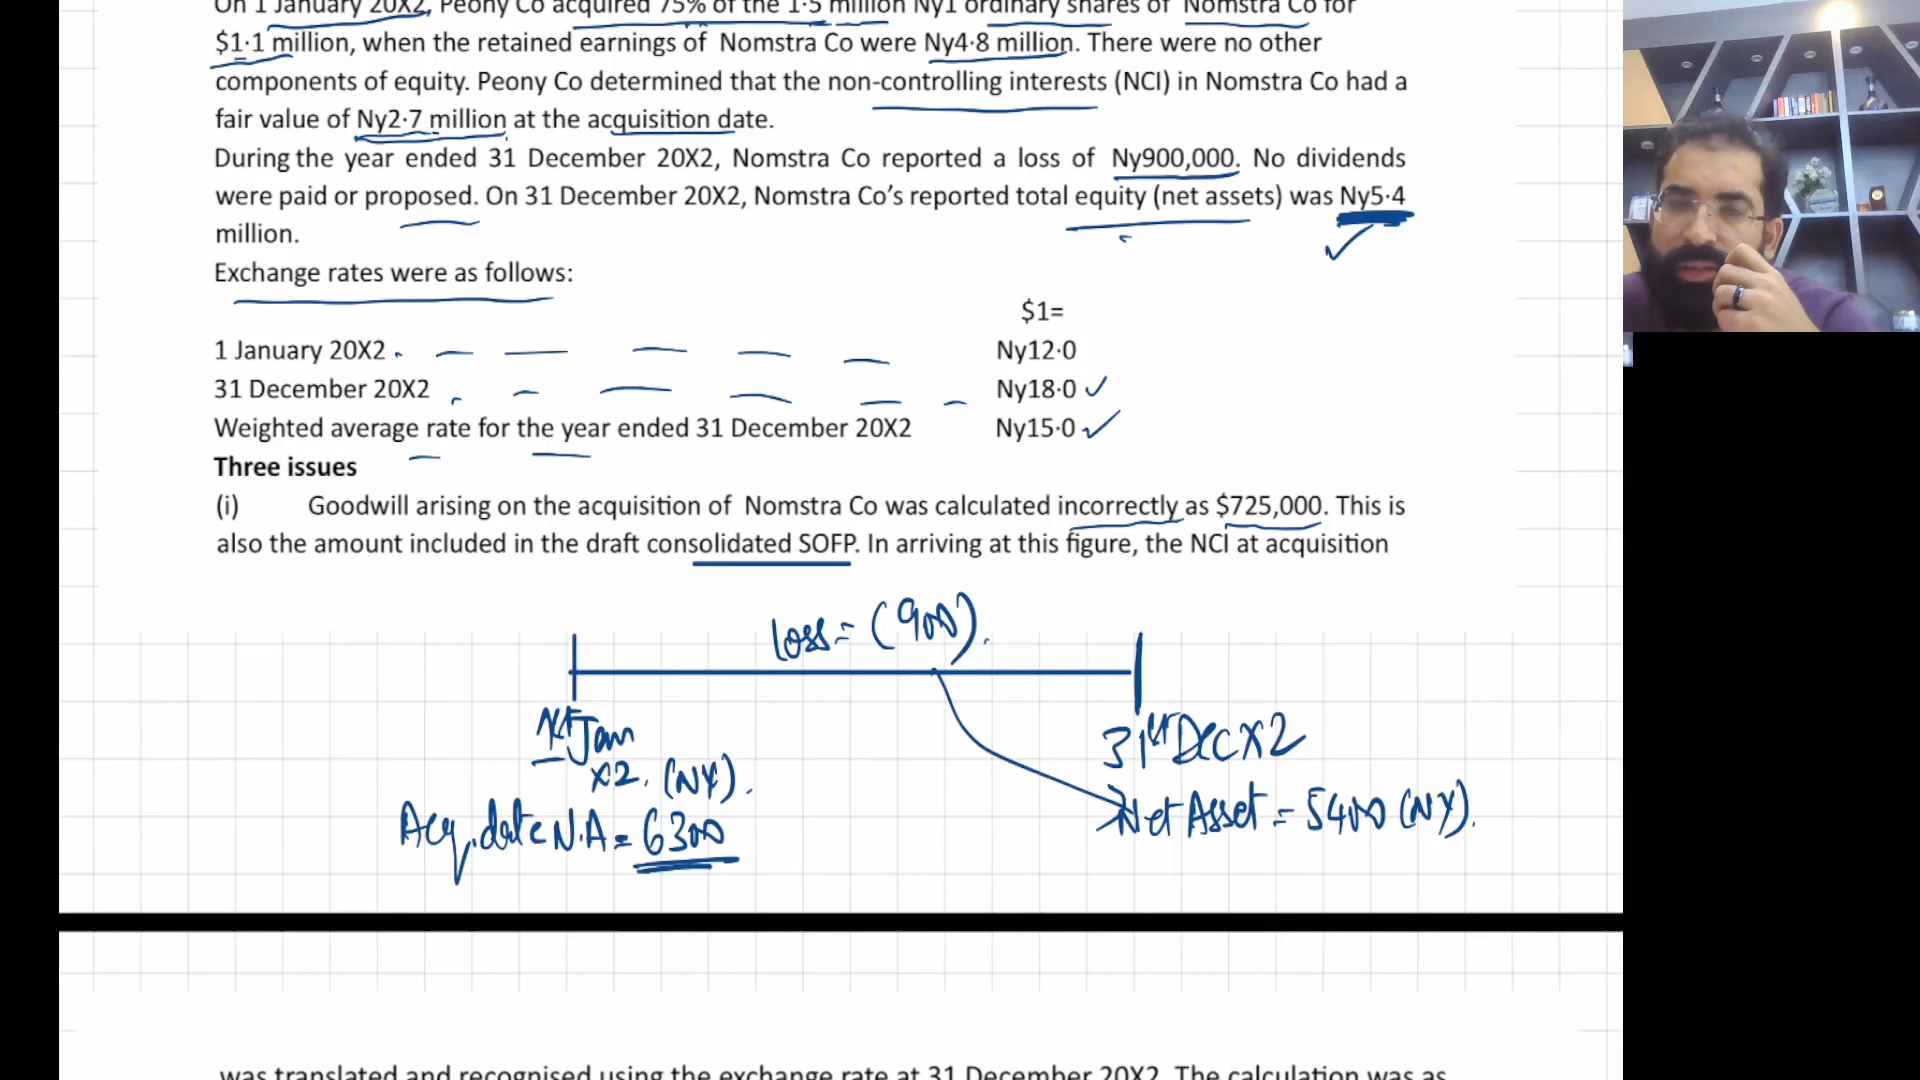 On 1 January 20X2, Peony Co acquired 75% of the 1·5 million Ny1 ordinary shares of Nomstra Co for
$1·1 million, when the retained earnings of Nomstra Co were Ny4·8 million. There were no other
components of equity. Peony Co determined that the non-controlling interests (NCI) in Nomstra Co had a
fair value of Ny2·7 million at the acquisition date.
During the year ended 31 December 20X2, Nomstra Co reported a loss of Ny900,000. No dividends
were paid or proposed. On 31 December 20X2, Nomstra Co’s reported total equity (net assets) was Ny5·4
million.
Exchange rates were as follows:
$1=
1 January 20X2 Ny12·0
31 December 20X2 Ny18·0
Weighted average rate for the year ended 31 December 20X2 Ny15·0
Three issues
(i) Goodwill arising on the acquisition of Nomstra Co was calculated incorrectly as $725,000. This is
also the amount included in the draft consolidated SOFP. In arriving at this figure, the NCI at acquisition
loss = (900).
1st Jan
X2. (NY).
31st Dec X2
Acq. date N.A = 6300
Net Asset = 5400 (NY).
was translated and recognised using the exchange rate at 31 December 20X2. The calculation was as